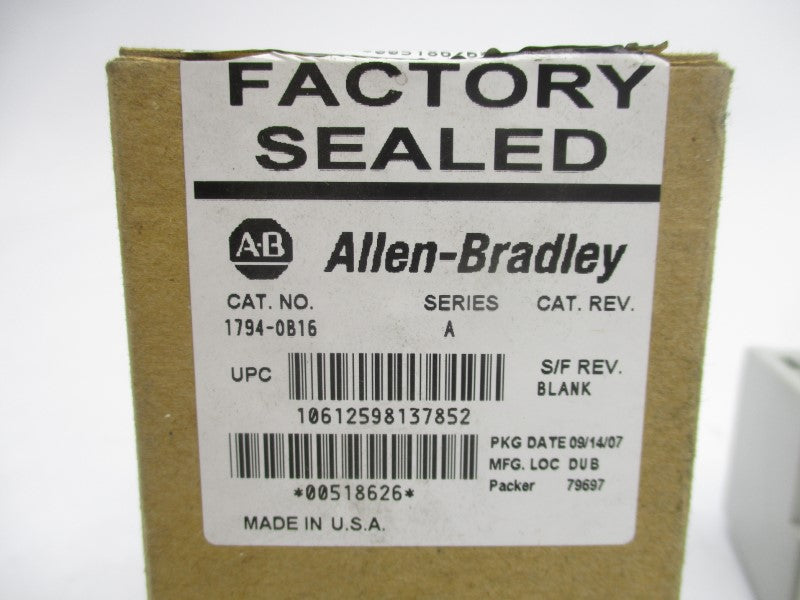 *00518626*
FACTORY
SEALED
A-B Allen-Bradley
CAT. NO. SERIES CAT. REV.
1794-OB16 A
UPC S/F REV.
BLANK
10612598137852
PKG DATE 09/14/07
MFG. LOC DUB
*00518626* Packer 79697
MADE IN U.S.A.